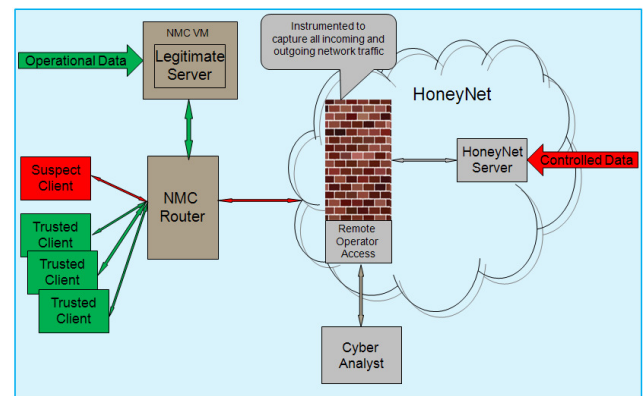 NMC VM
Legitimate
Server
Operational Data
Instrumented to
capture all incoming and
outgoing network traffic
HoneyNet
Suspect
Client
NMC
Router
HoneyNet
Server
Controlled Data
Trusted
Client
Trusted
Client
Trusted
Client
Remote
Operator
Access
Cyber
Analyst